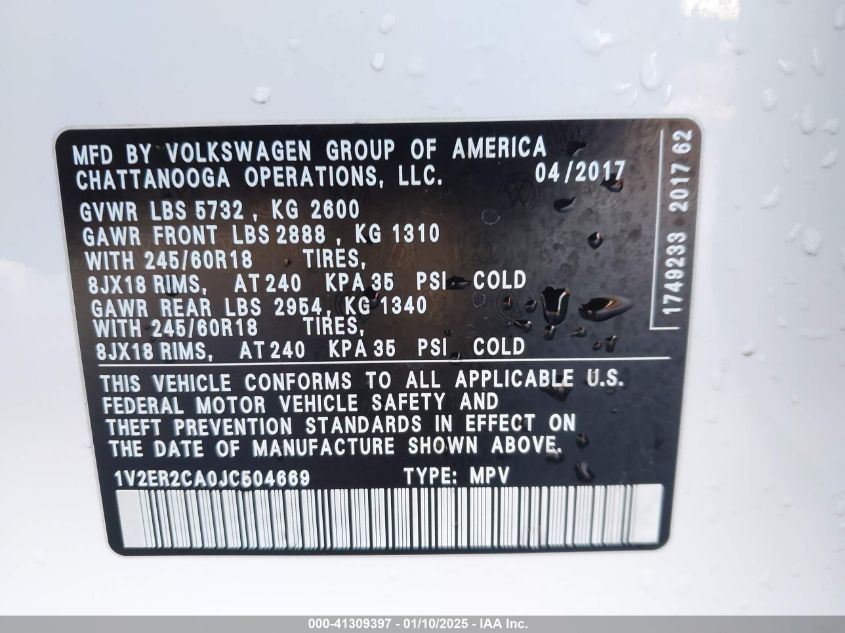 MFD BY VOLKSWAGEN GROUP OF AMERICA
CHATTANOOGA OPERATIONS, LLC. 04/2017
GVWR LBS 5732 , KG 2600
GAWR FRONT LBS 2888 , KG 1310
WITH 245/60R18 TIRES,
8JX18 RIMS, AT 240 KPA 35 PSI COLD
GAWR REAR LBS 2954, KG 1340
WITH 245/60R18 TIRES,
8JX18 RIMS, AT 240 KPA 35 PSI COLD
THIS VEHICLE CONFORMS TO ALL APPLICABLE U.S.
FEDERAL MOTOR VEHICLE SAFETY AND
THEFT PREVENTION STANDARDS IN EFFECT ON
THE DATE OF MANUFACTURE SHOWN ABOVE.
1V2ER2CA0JC504669 TYPE: MPV
1749233 2017 62
000-41309397 - 01/10/2025 - IAA Inc.